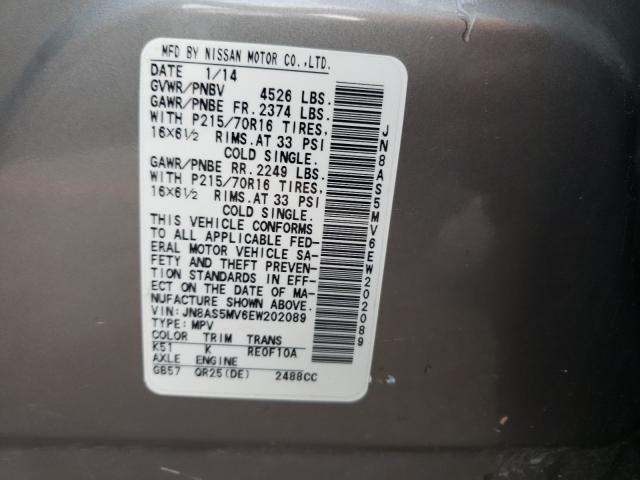 MFD BY NISSAN MOTOR CO.,LTD.
DATE 1/14
GVWR/PNBV 4526 LBS.
GAWR/PNBE FR. 2374 LBS.
WITH P215/70R16 TIRES,
16×6½ RIMS. AT 33 PSI
COLD SINGLE.
GAWR/PNBE RR. 2249 LBS.
WITH P215/70R16 TIRES,
16×6½ RIMS. AT 33 PSI
COLD SINGLE.
THIS VEHICLE CONFORMS
TO ALL APPLICABLE FED-
ERAL MOTOR VEHICLE SA-
FETY AND THEFT PREVEN-
TION STANDARDS IN EFF-
ECT ON THE DATE OF MA-
NUFACTURE SHOWN ABOVE.
VIN: JN8AS5MV6EW202089
TYPE: MPV
COLOR TRIM TRANS
K51 K RE0F10A
AXLE ENGINE
GB57 QR25(DE) 2488CC
JN8AS5MV6EW202089